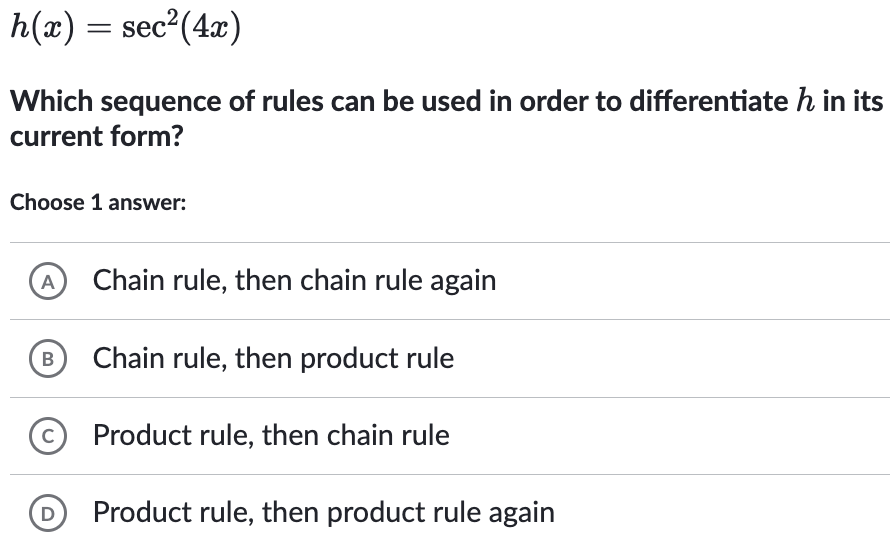 h(x) = sec²(4x)
Which sequence of rules can be used in order to differentiate h in its
current form?
Choose 1 answer:
A Chain rule, then chain rule again
B Chain rule, then product rule
C Product rule, then chain rule
D Product rule, then product rule again